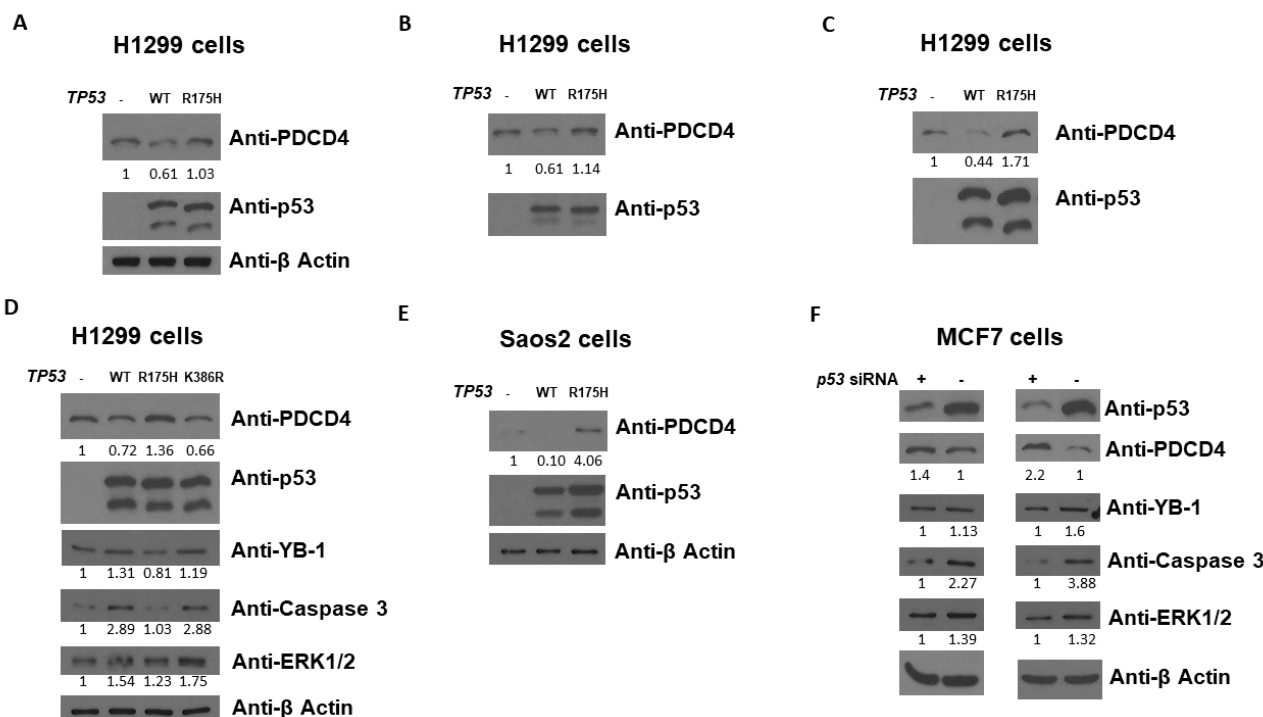 A
H1299 cells
TP53 - WT R175H
Anti-PDCD4
1 0.61 1.03
Anti-p53
Anti-β Actin
B
H1299 cells
TP53 - WT R175H
Anti-PDCD4
1 0.61 1.14
Anti-p53
C
H1299 cells
TP53 - WT R175H
Anti-PDCD4
1 0.44 1.71
Anti-p53
D
H1299 cells
TP53 - WT R175H K386R
Anti-PDCD4
1 0.72 1.36 0.66
Anti-p53
Anti-YB-1
1 1.31 0.81 1.19
Anti-Caspase 3
1 2.89 1.03 2.88
Anti-ERK1/2
1 1.54 1.23 1.75
Anti-β Actin
E
Saos2 cells
TP53 - WT R175H
Anti-PDCD4
1 0.10 4.06
Anti-p53
Anti-β Actin
F
MCF7 cells
p53 siRNA + - + -
Anti-p53
Anti-PDCD4
1.4 1 2.2 1
Anti-YB-1
1 1.13 1 1.6
Anti-Caspase 3
1 2.27 1 3.88
Anti-ERK1/2
1 1.39 1 1.32
Anti-β Actin